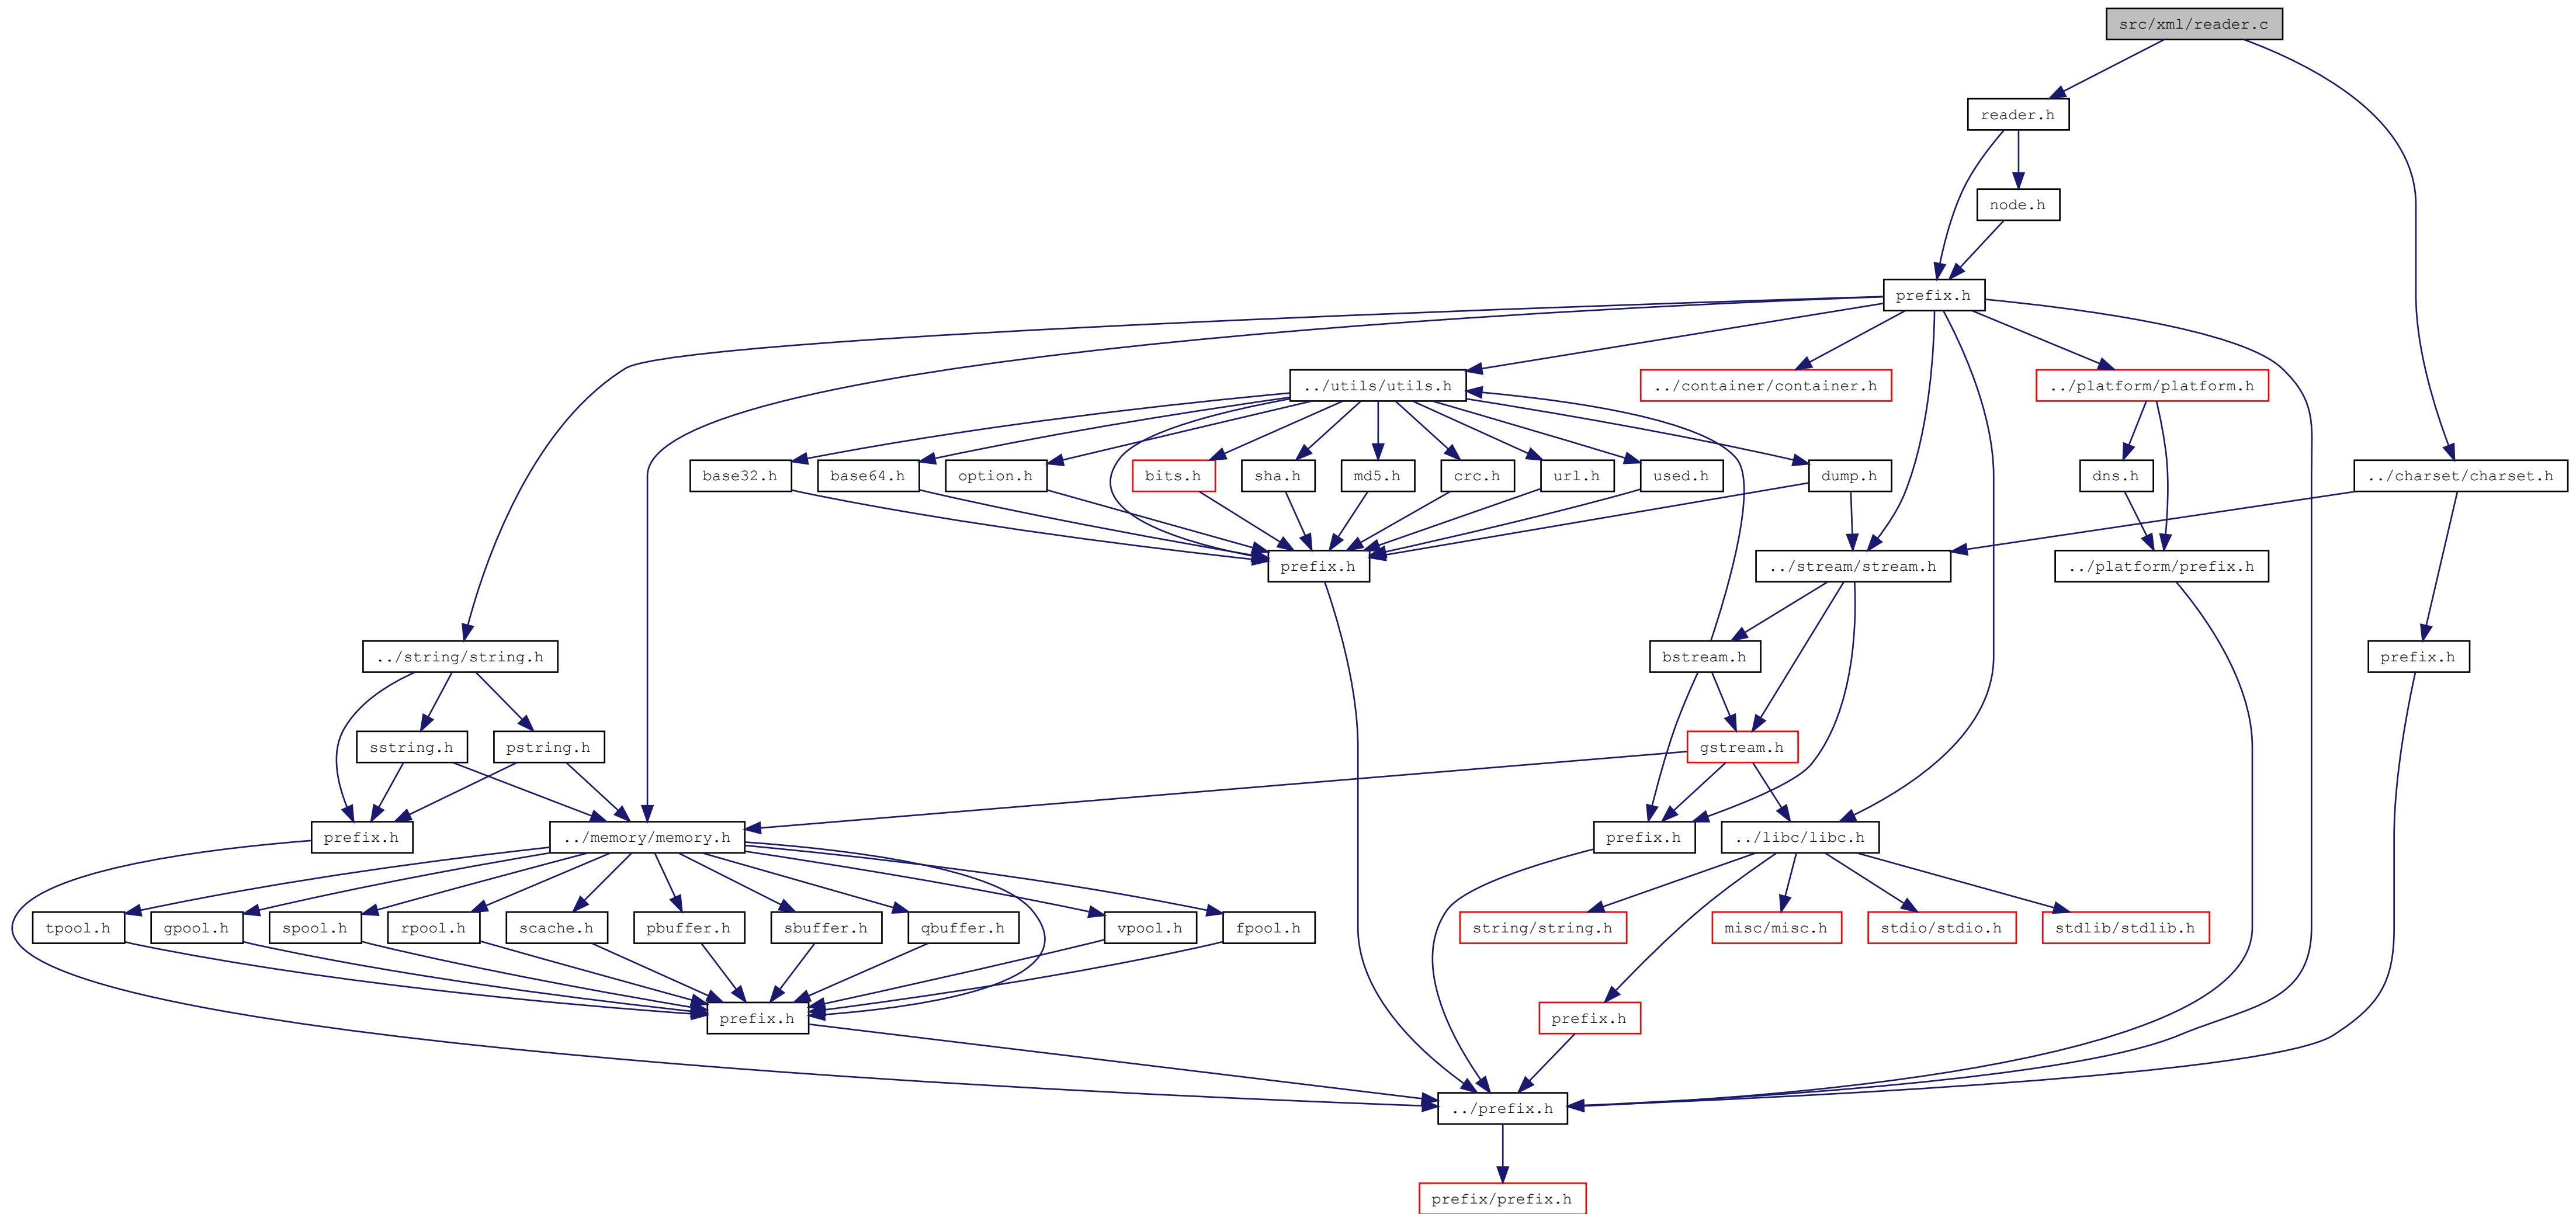 src/xml/reader.c
reader.h
node.h
prefix.h
../utils/utils.h
../container/container.h
../platform/platform.h
base32.h
base64.h
option.h
bits.h
sha.h
md5.h
crc.h
url.h
used.h
dump.h
dns.h
../charset/charset.h
prefix.h
../stream/stream.h
../platform/prefix.h
../string/string.h
bstream.h
prefix.h
sstring.h
pstring.h
gstream.h
prefix.h
../memory/memory.h
prefix.h
../libc/libc.h
tpool.h
gpool.h
spool.h
rpool.h
scache.h
pbuffer.h
sbuffer.h
qbuffer.h
vpool.h
fpool.h
string/string.h
misc/misc.h
stdio/stdio.h
stdlib/stdlib.h
prefix.h
prefix.h
../prefix.h
prefix/prefix.h